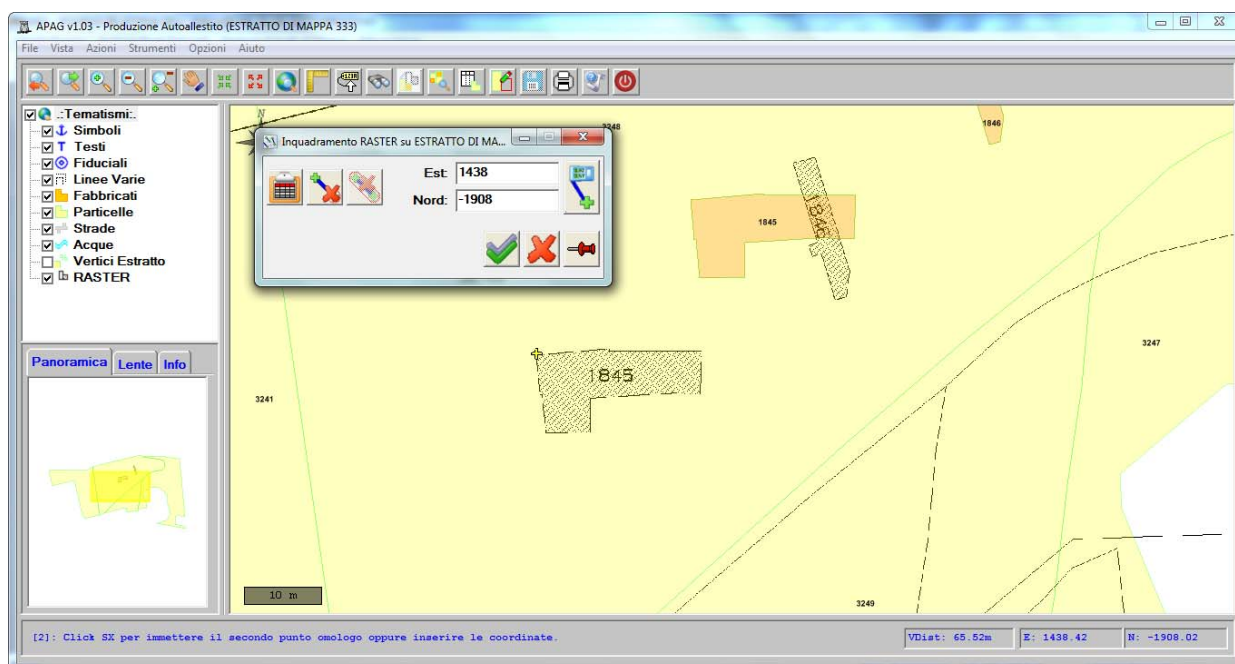 APAG v1.03 - Produzione Autoallestito (ESTRATTO DI MAPPA 333)
File Vista Azioni Strumenti Opzioni Aiuto
.:Tematismi:.
Simboli
Testi
Fiduciali
Linee Varie
Fabbricati
Particelle
Strade
Acque
Vertici Estratto
RASTER
Panoramica Lente Info
N
3248
Inquadramento RASTER su ESTRATTO DI MA...
Est: 1438
Nord: -1908
1846
1845
1846
3247
1845
3241
10 m
3249
[2]: Click SX per immettere il secondo punto omologo oppure inserire le coordinate.
VDist: 65.52m
E: 1438.42
N: -1908.02